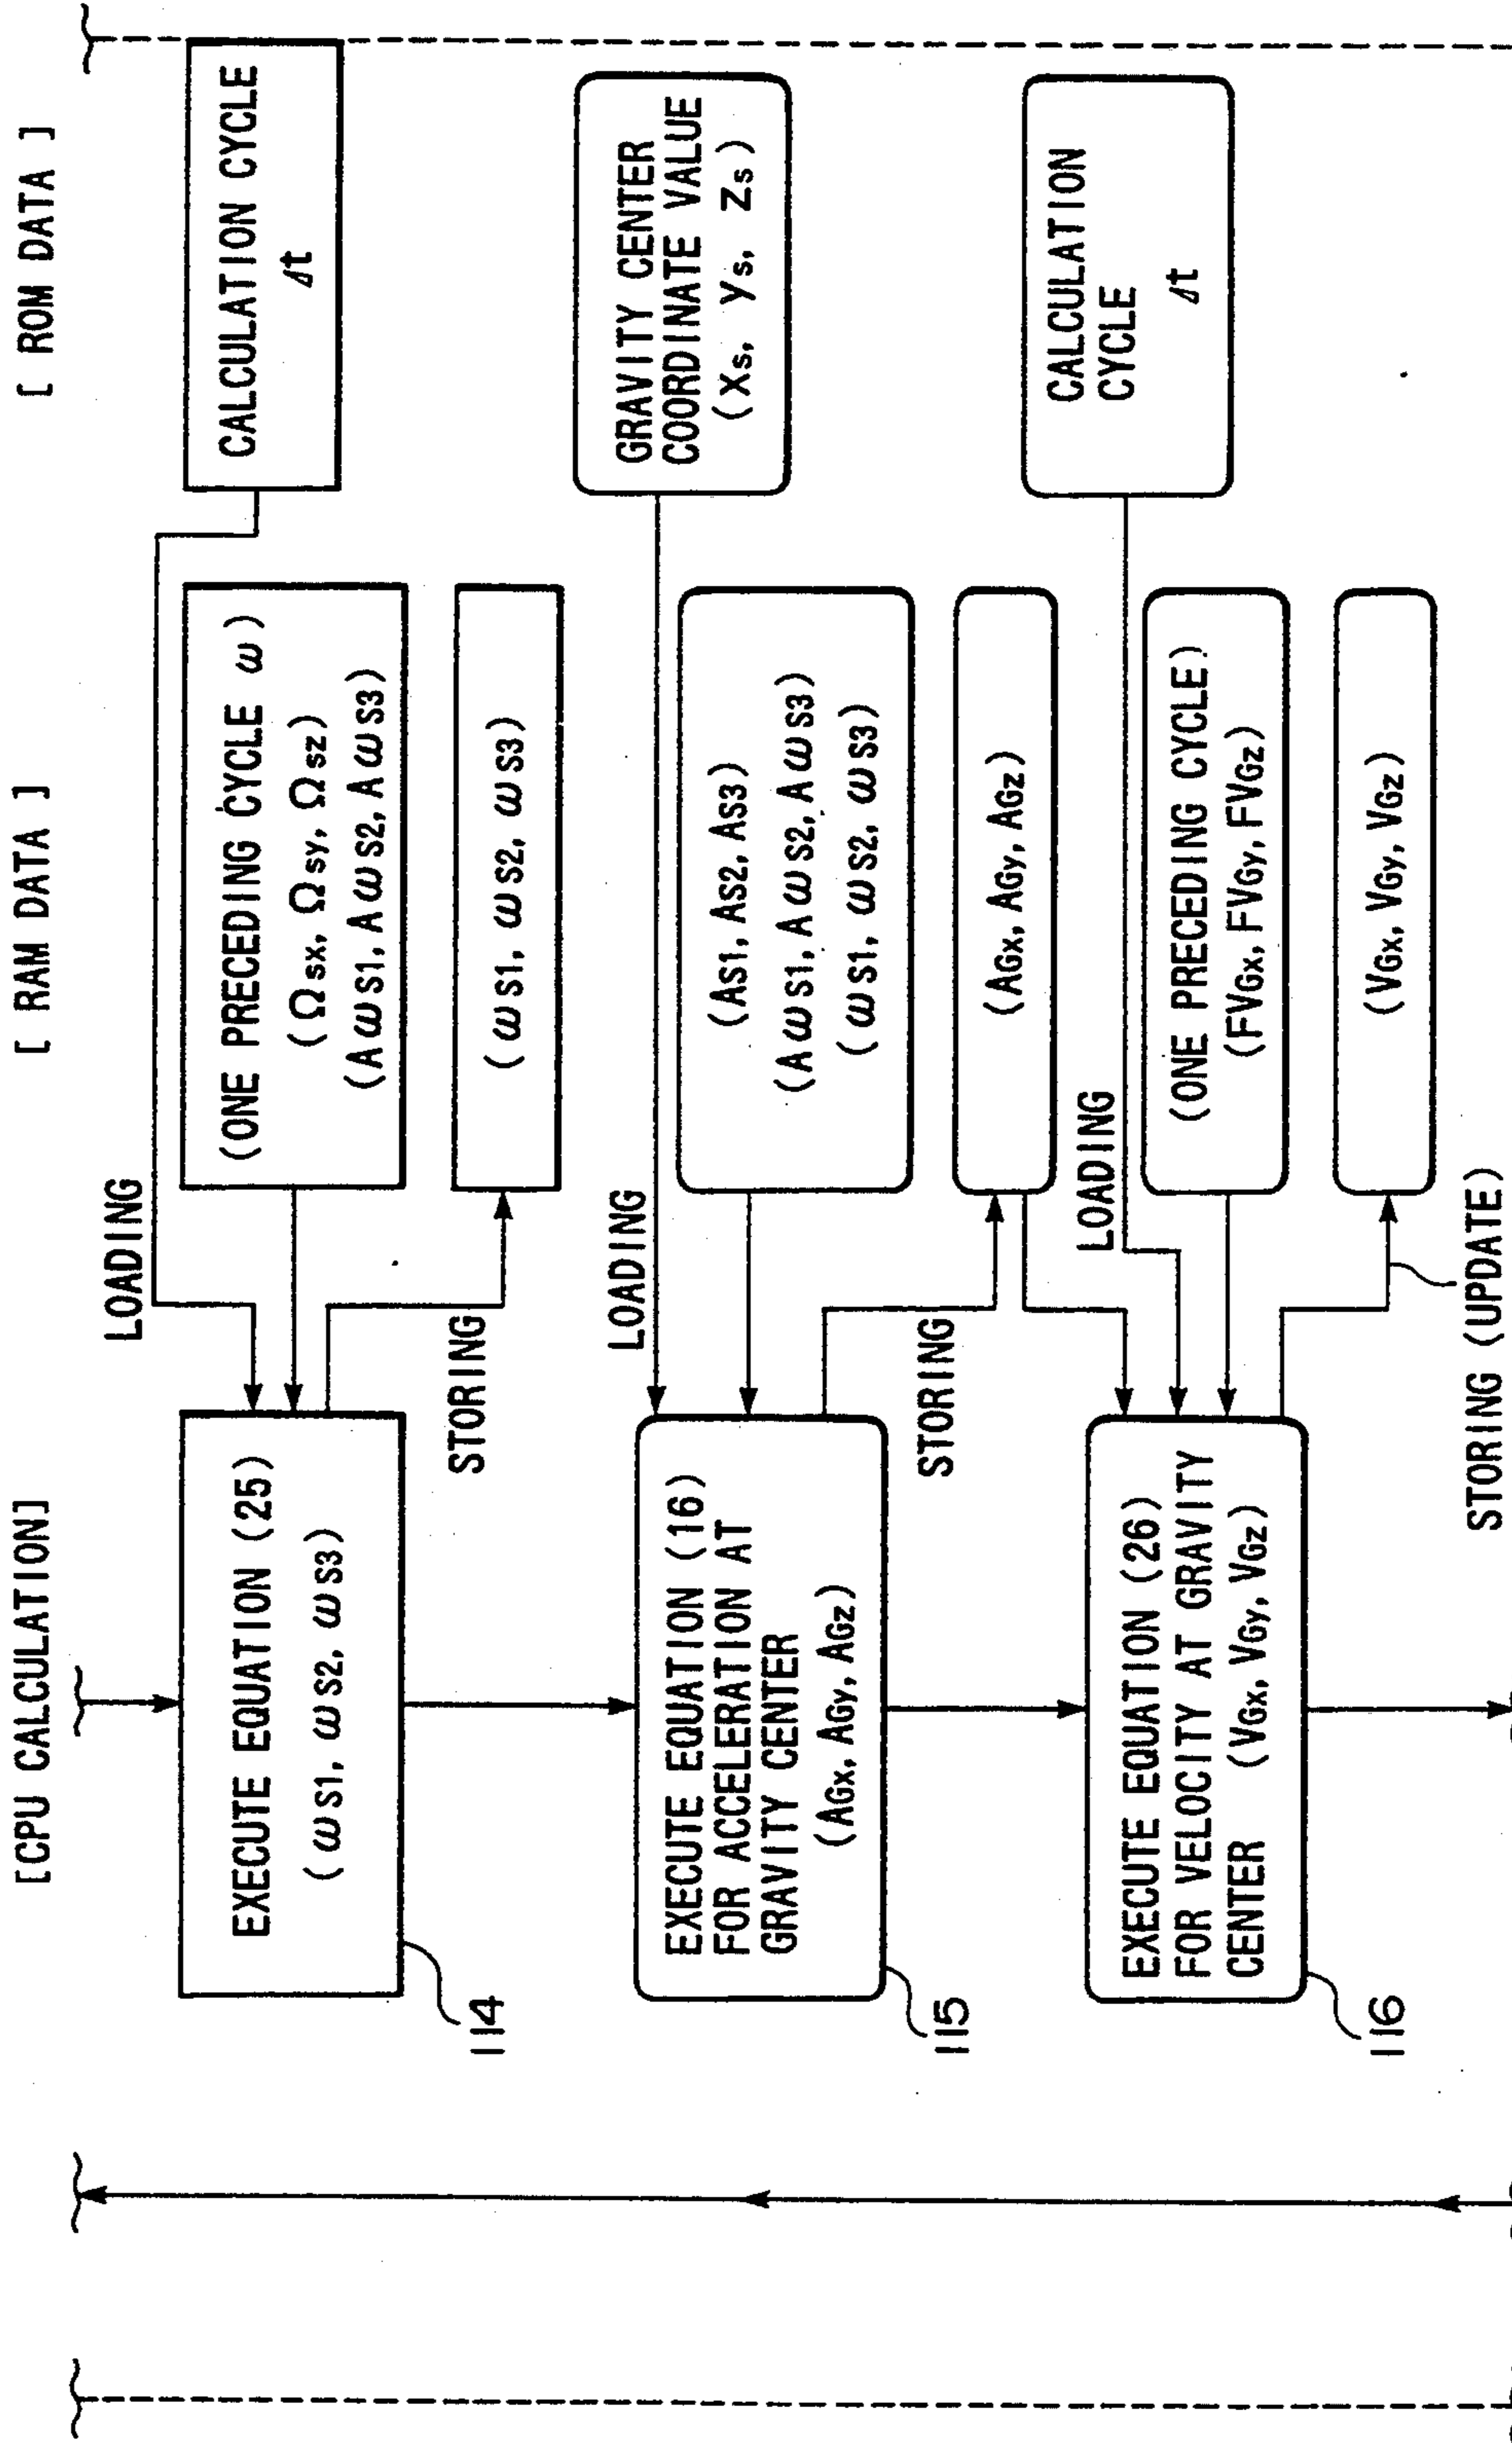 [CPU CALCULATION]
[ RAM DATA ]
[ ROM DATA ]
EXECUTE EQUATION (25)
(ωS1, ωS2, ωS3)
114
LOADING
STORING
(ONE PRECEDING CYCLE ω)
(Ωsx, Ωsy, Ωsz)
(AωS1, AωS2, AωS3)
(ωS1, ωS2, ωS3)
CALCULATION CYCLE
Δt
EXECUTE EQUATION (16)
FOR ACCELERATION AT
GRAVITY CENTER
(AGx, AGy, AGz)
115
LOADING
STORING
(AS1, AS2, AS3)
(AωS1, AωS2, AωS3)
(ωS1, ωS2, ωS3)
(AGx, AGy, AGz)
GRAVITY CENTER
COORDINATE VALUE
(Xs, ys, Zs)
EXECUTE EQUATION (26)
FOR VELOCITY AT GRAVITY
CENTER (VGx, VGy, VGz)
116
LOADING
STORING (UPDATE)
(ONE PRECEDING CYCLE)
(FVGx, FVGy, FVGz)
(VGx, VGy, VGz)
CALCULATION
CYCLE
Δt